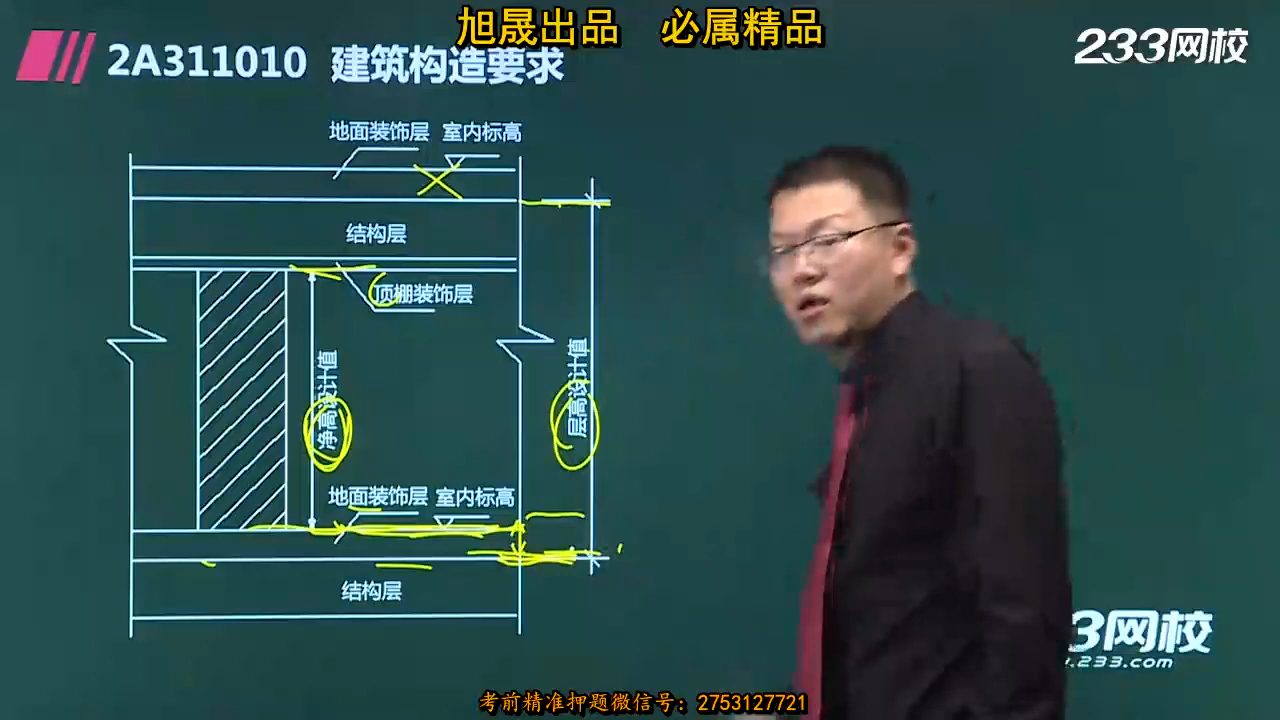 旭晟出品 必属精品
2A311010 建筑构造要求
233网校
地面装饰层 室内标高
结构层
顶棚装饰层
净高设计值
层高设计值
地面装饰层 室内标高
结构层
3网校
.233.com
考前精准押题微信号：2753127721